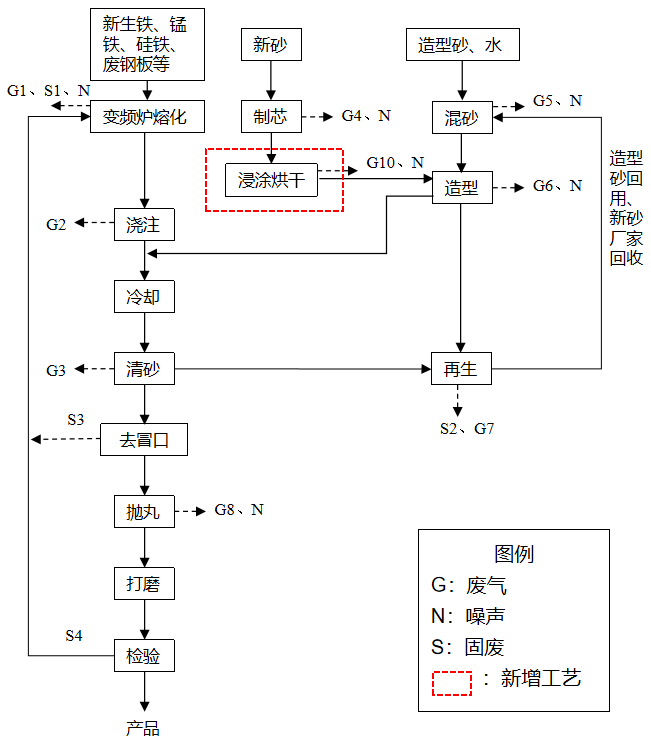 新生铁、锰
铁、硅铁、
废钢板等
新砂
造型砂、水
G1、S1、N
变频炉熔化
制芯
G4、N
混砂
G5、N
浸涂烘干
G10、N
造型
G6、N
造型
砂回
用、
新砂
厂家
回收
G2
浇注
冷却
G3
清砂
再生
S2、G7
S3
去冒口
抛丸
G8、N
打磨
S4
检验
产品
图例
G：废气
N：噪声
S：固废
：新增工艺